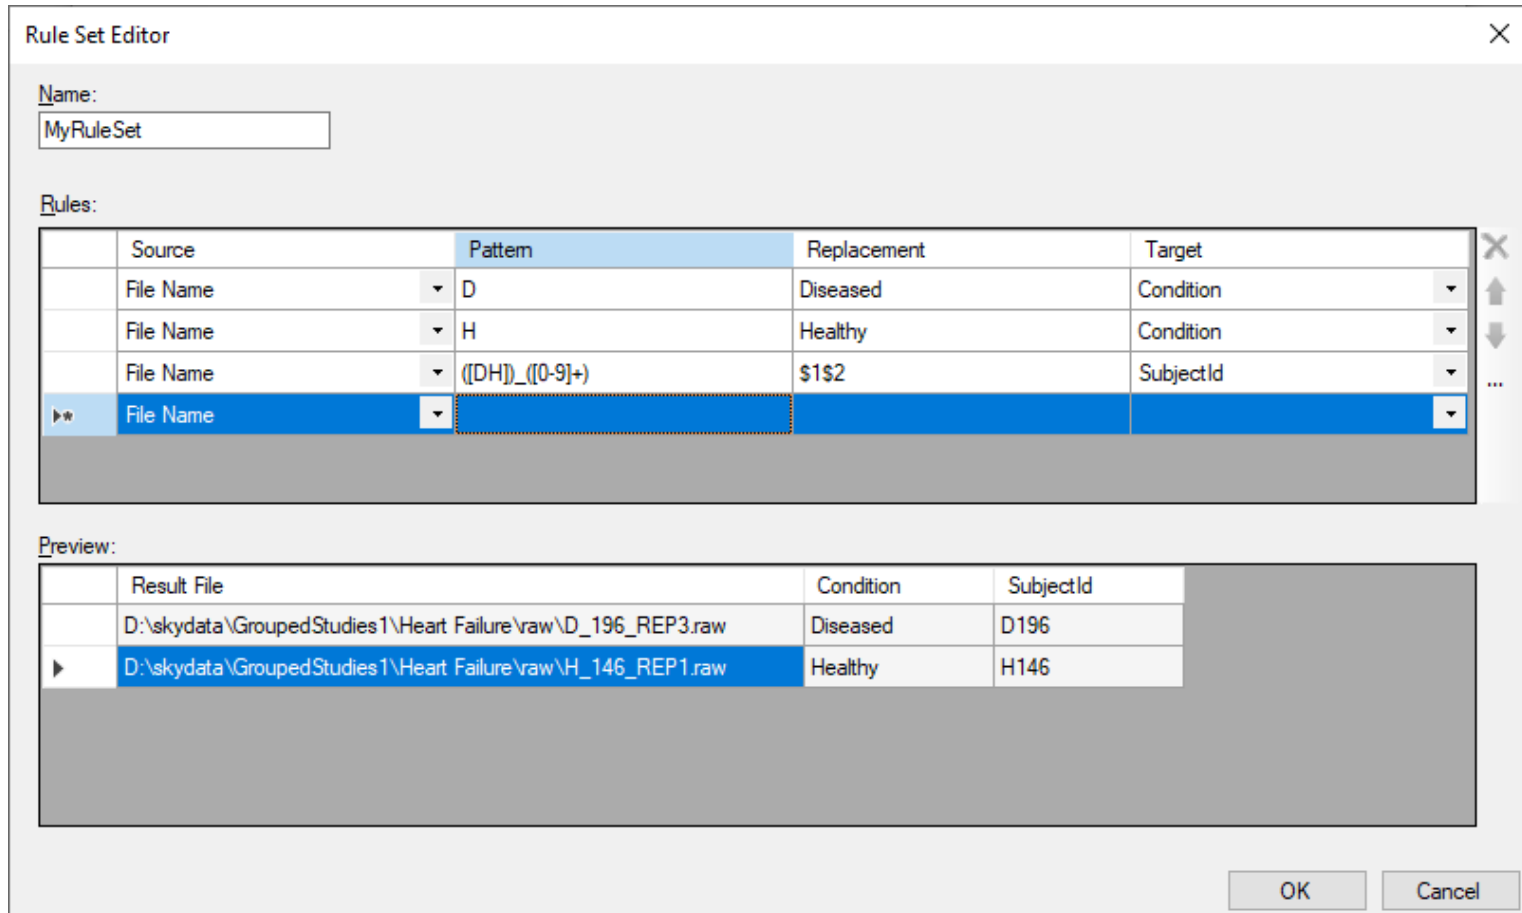 Rule Set Editor
Name:
MyRuleSet
Rules:
Source Pattern Replacement Target
File Name D Diseased Condition
File Name H Healthy Condition
File Name ([DH])_([0-9]+) $1$2 SubjectId
File Name
Preview:
Result File Condition SubjectId
D:\skydata\GroupedStudies1\Heart Failure\raw\D_196_REP3.raw Diseased D196
D:\skydata\GroupedStudies1\Heart Failure\raw\H_146_REP1.raw Healthy H146
OK Cancel